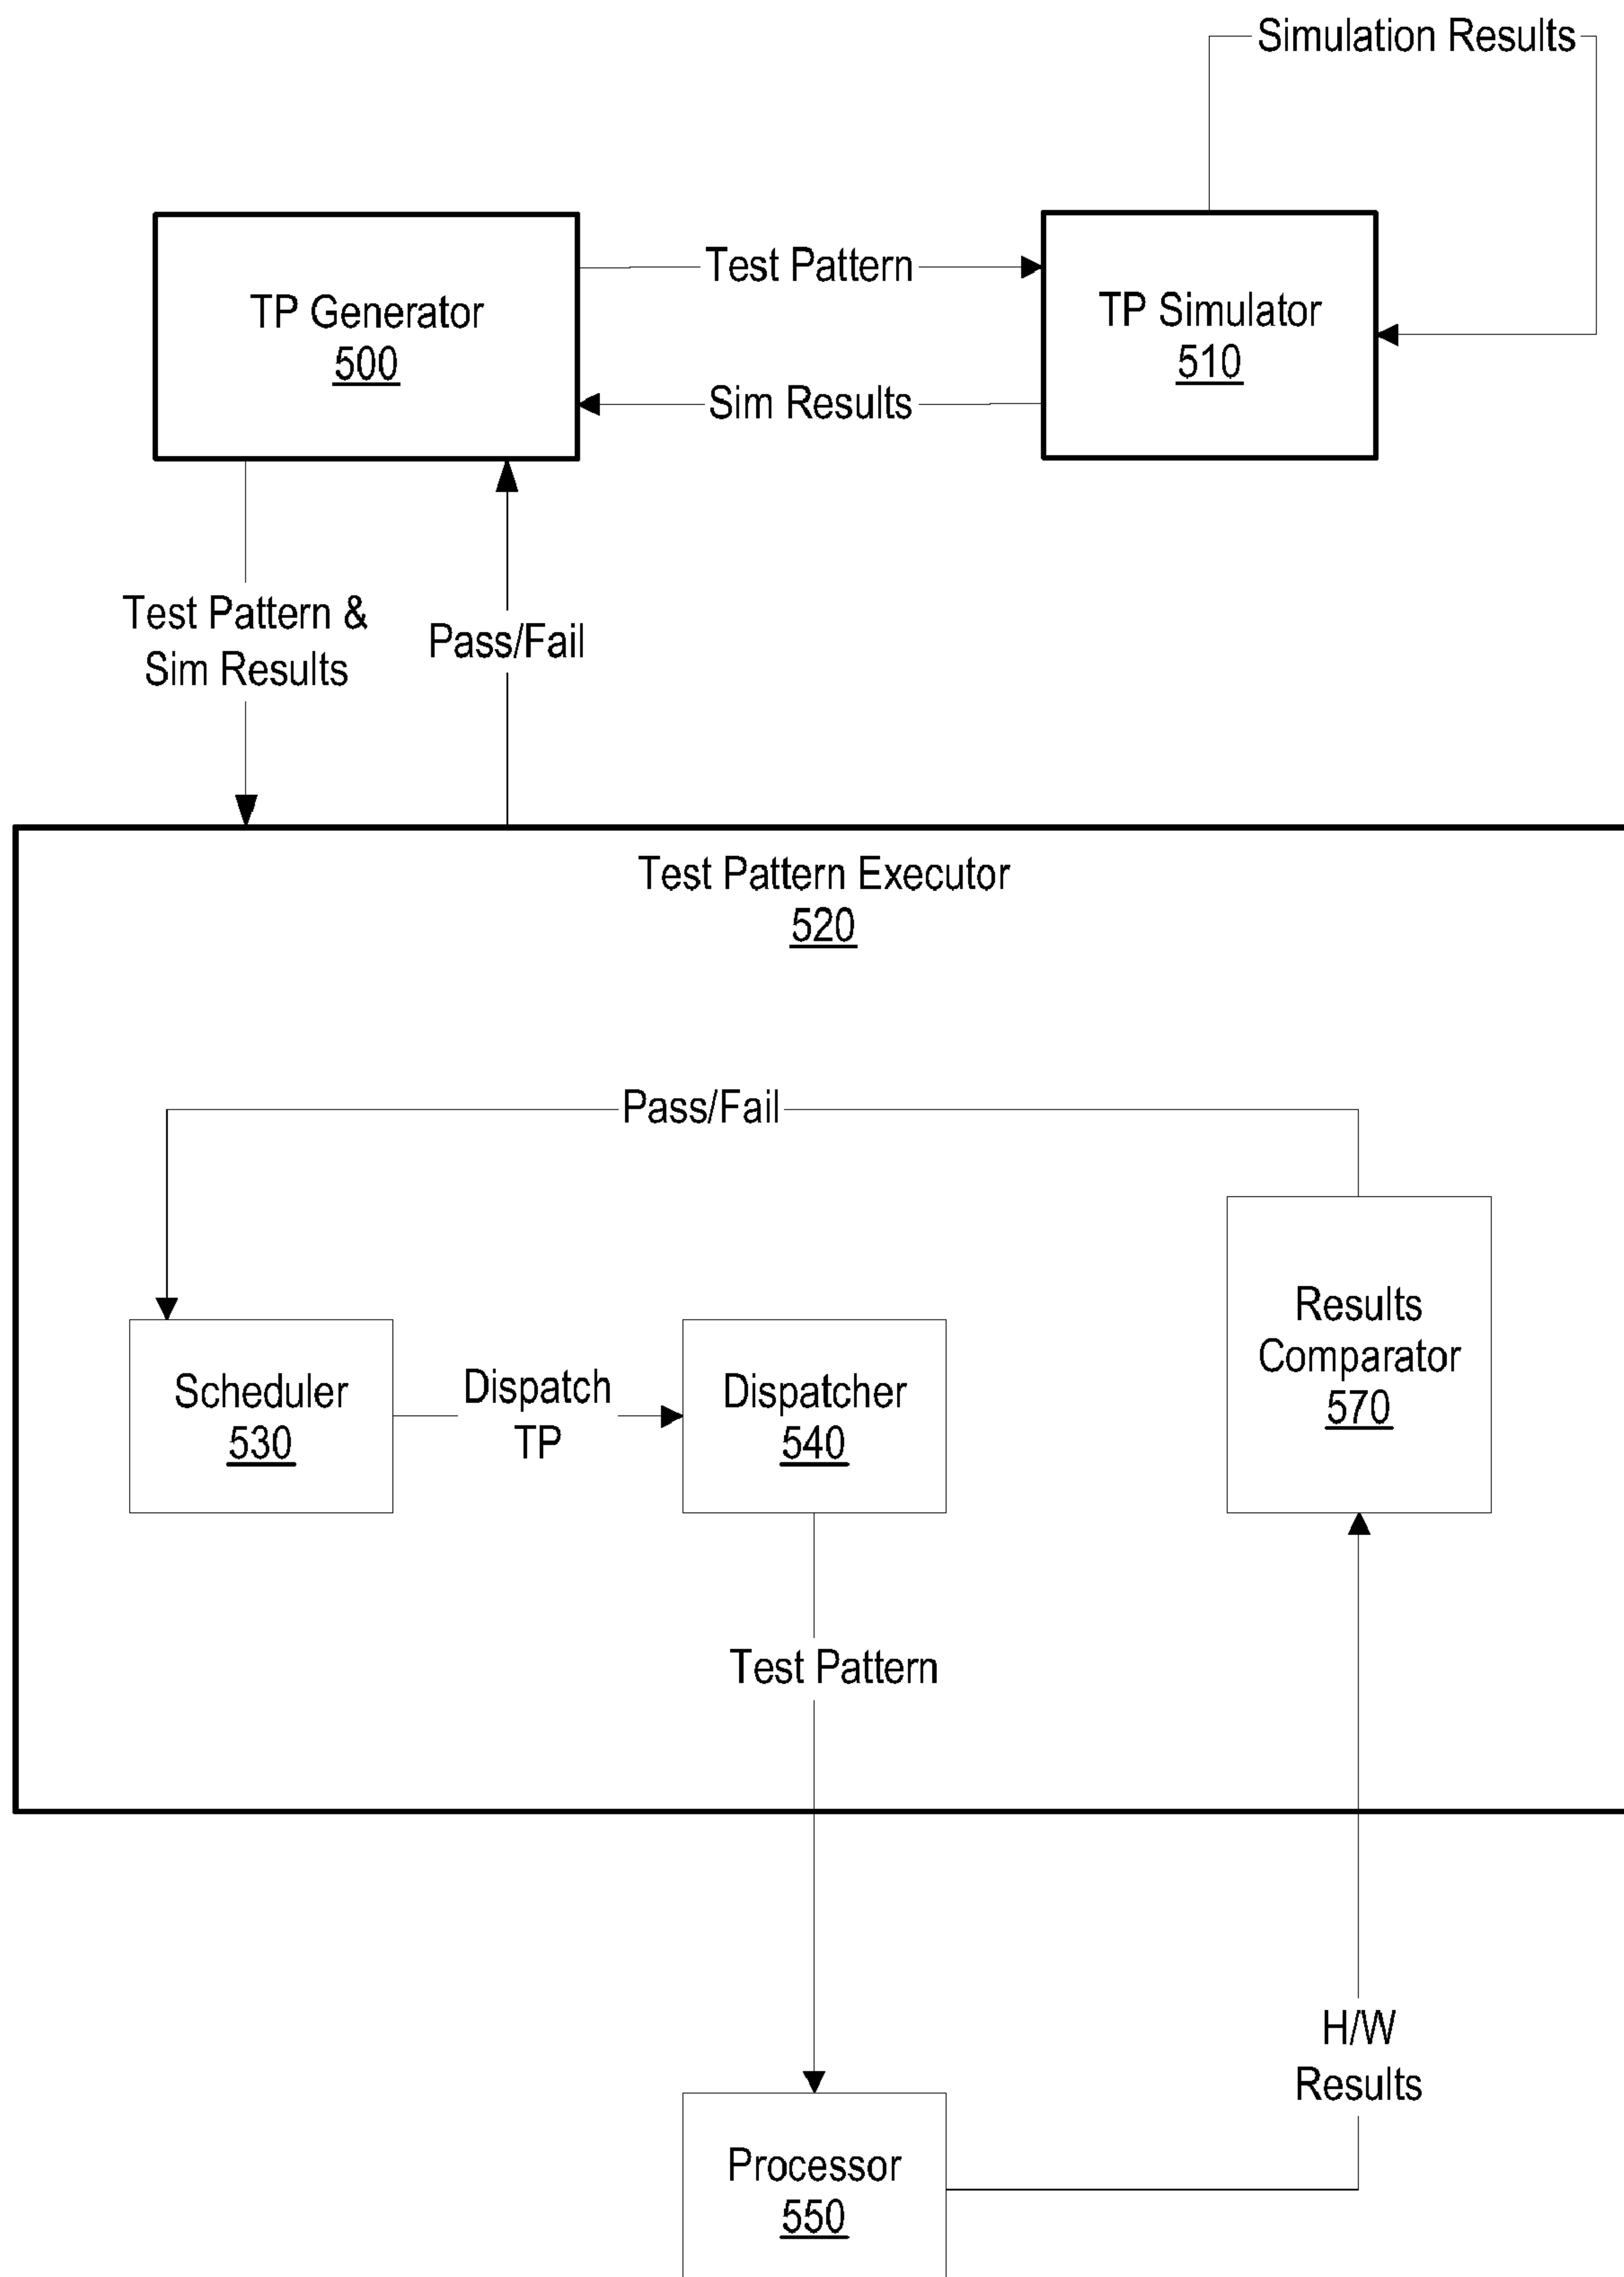 Simulation Results
TP Generator
500
Test Pattern
TP Simulator
510
Sim Results
Test Pattern &
Sim Results
Pass/Fail
Test Pattern Executor
520
Pass/Fail
Scheduler
530
Dispatch
TP
Dispatcher
540
Results
Comparator
570
Test Pattern
H/W
Results
Processor
550